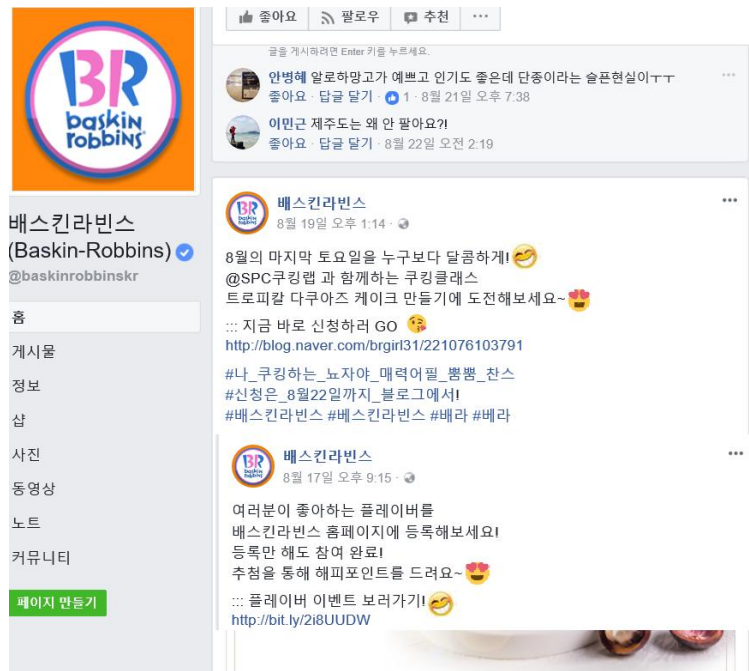 BR
baskin
robbins
배스킨라빈스
(Baskin-Robbins)
@baskinrobbinskr
홈
게시물
정보
샵
사진
동영상
노트
커뮤니티
페이지 만들기
좋아요 팔로우 추천 ···
글을 게시하려면 Enter 키를 누르세요.
안병혜 알로하망고가 예쁘고 인기도 좋은데 단종이라는 슬픈현실이ㅜㅜ
좋아요 · 답글 달기 · 1 · 8월 21일 오후 7:38
이민근 제주도는 왜 안 팔아요?!
좋아요 · 답글 달기 · 8월 22일 오전 2:19
배스킨라빈스
8월 19일 오후 1:14 ·
8월의 마지막 토요일을 누구보다 달콤하게!
@SPC쿠킹랩 과 함께하는 쿠킹클래스
트로피칼 다쿠아즈 케이크 만들기에 도전해보세요~
::: 지금 바로 신청하러 GO
http://blog.naver.com/brgirl31/221076103791
#나_쿠킹하는_뇨자야_매력어필_뿜뿜_찬스
#신청은_8월22일까지_블로그에서!
#배스킨라빈스 #베스킨라빈스 #배라 #베라
배스킨라빈스
8월 17일 오후 9:15 ·
여러분이 좋아하는 플레이버를
배스킨라빈스 홈페이지에 등록해보세요!
등록만 해도 참여 완료!
추첨을 통해 해피포인트를 드려요~
::: 플레이버 이벤트 보러가기!
http://bit.ly/2i8UUDW